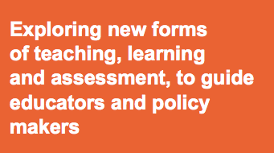 Exploring new forms
of teaching, learning
and assessment, to guide
educators and policy
makers